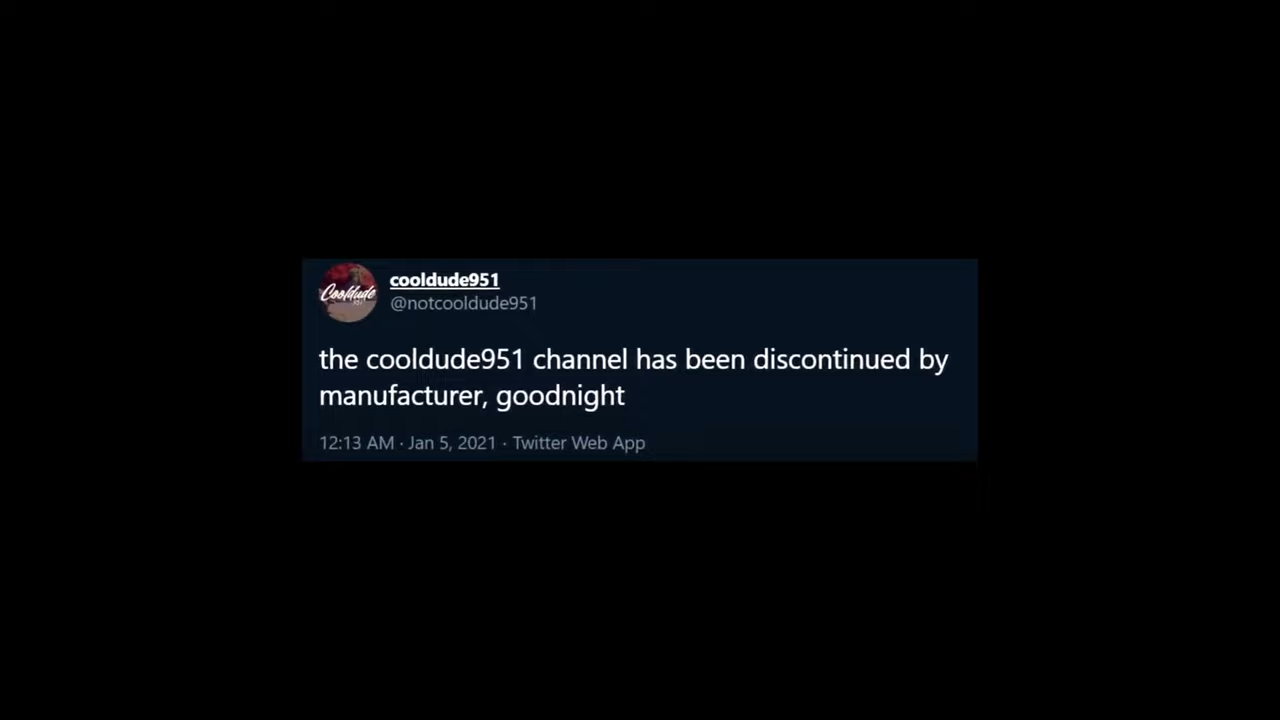 Cooldude
951
cooldude951
@notcooldude951
the cooldude951 channel has been discontinued by
manufacturer, goodnight
12:13 AM · Jan 5, 2021 · Twitter Web App